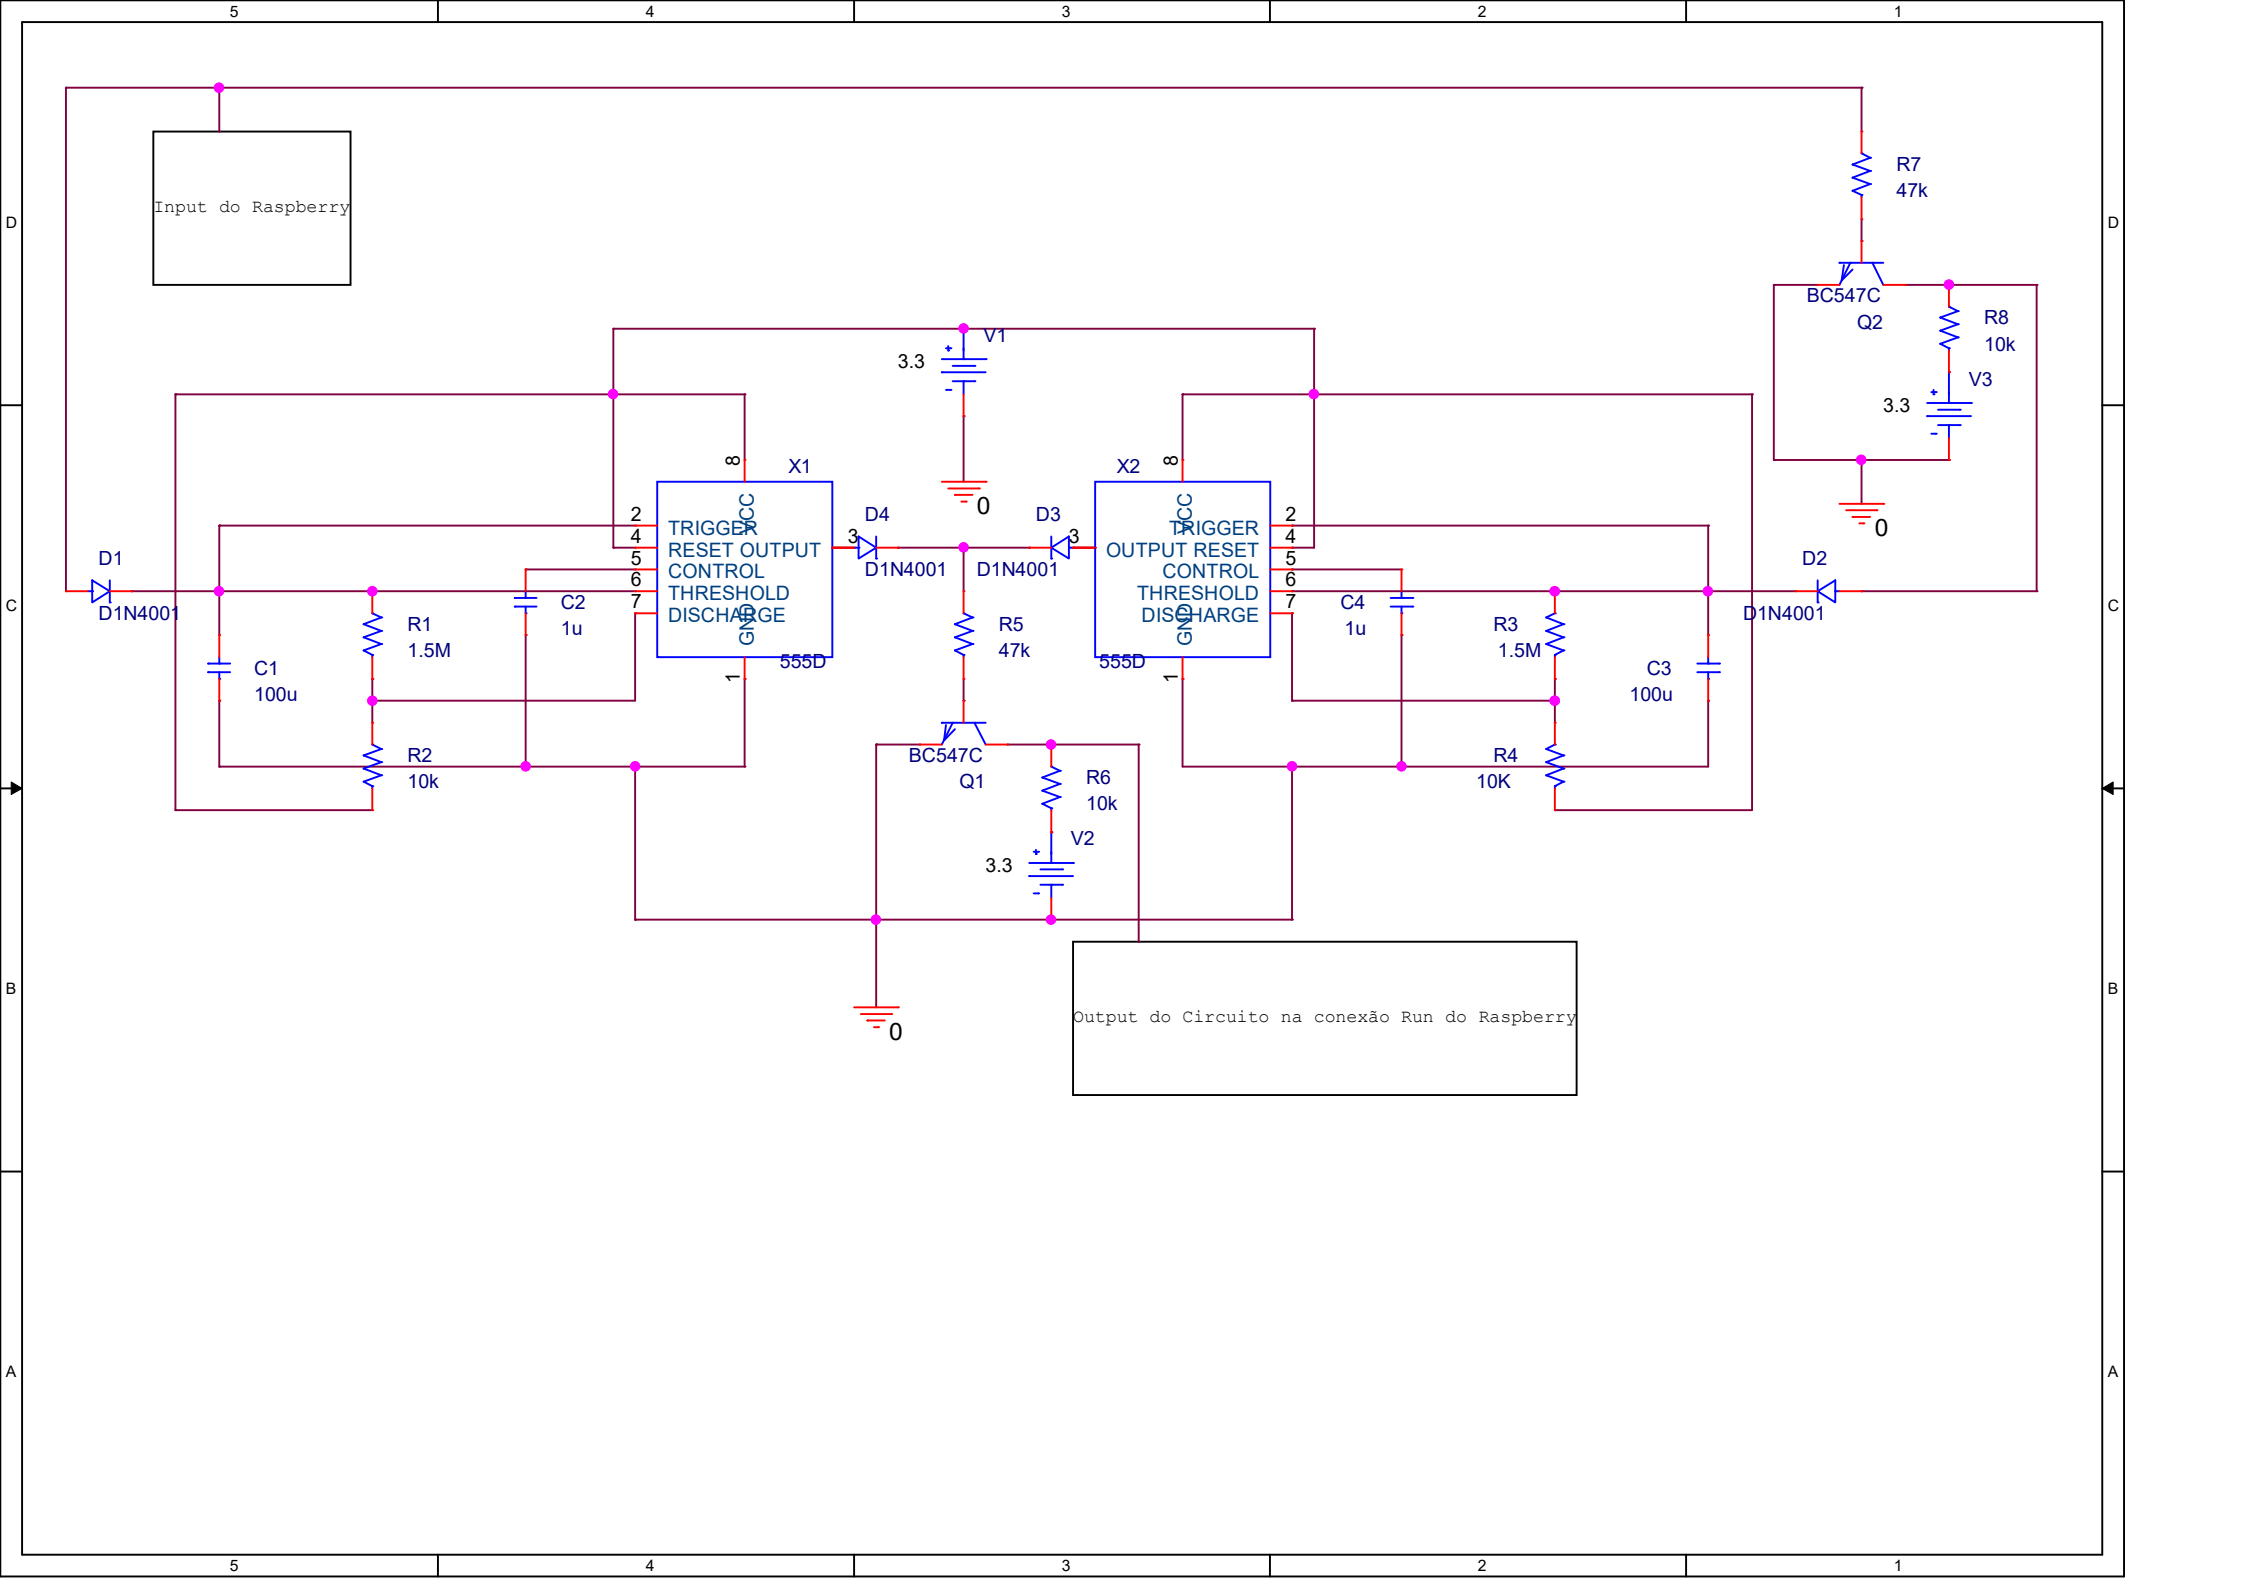 5 4 3 2 1
R7
47k
Input do Raspberry
D D
BC547C
Q2
R8
10k
V1
3.3
V3
3.3
8 X1 X2 8
0
VCC VCC
2 TRIGGER D4 D3 TRIGGER 2
4 RESET OUTPUT 3 3 OUTPUT RESET 4
5 CONTROL D1N4001 D1N4001 CONTROL 5
6 THRESHOLD THRESHOLD 6
7 DISCHARGE DISCHARGE 7
GND GND
0
D1
D1N4001
D2
D1N4001
C C
C2
1u
C4
1u
R1
1.5M
R5
47k
R3
1.5M
555D 555D
C1
100u
1 1
C3
100u
R2
10k
BC547C
Q1
R6
10k
R4
10K
V2
3.3
B B
Output do Circuito na conexão Run do Raspberry
0
A A
5 4 3 2 1